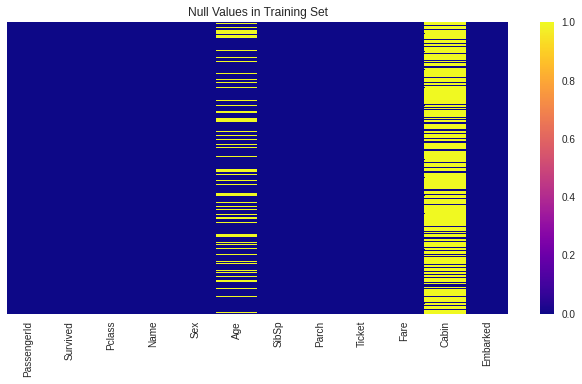 Null Values in Training Set
1.0
0.8
0.6
0.4
0.2
0.0
PassengerId
Survived
Pclass
Name
Sex
Age
SibSp
Parch
Ticket
Fare
Cabin
Embarked